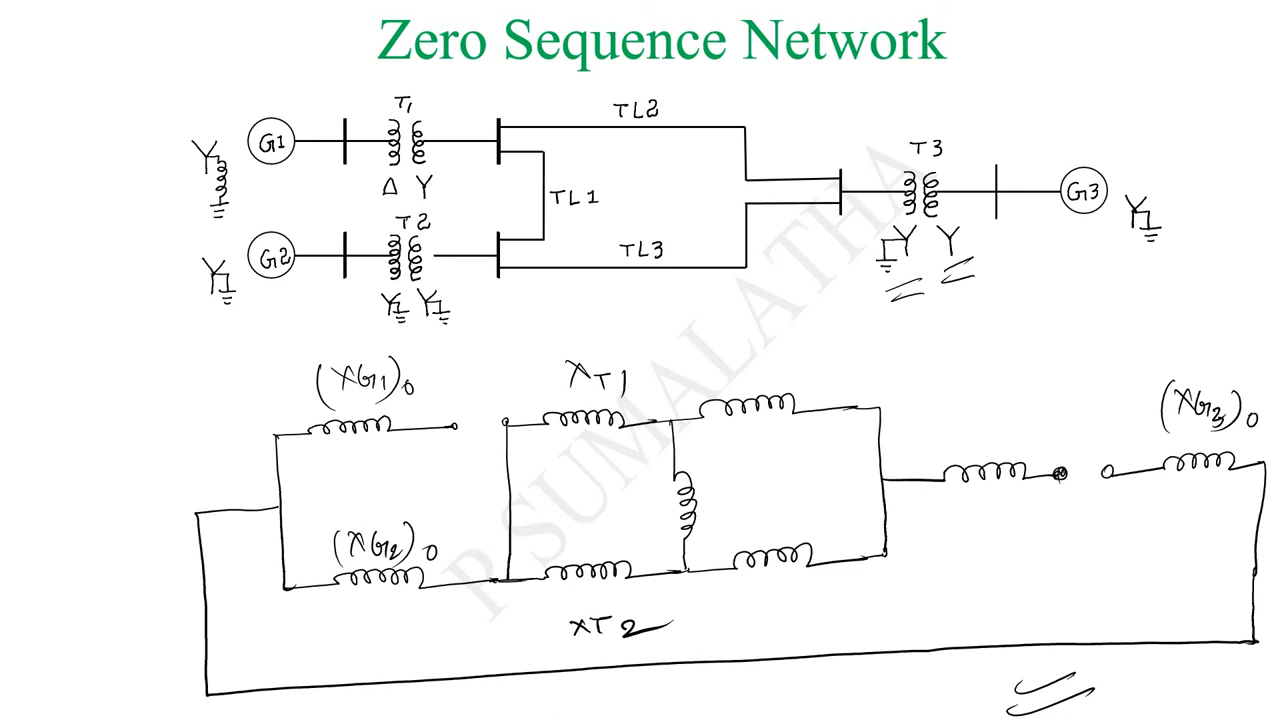 Zero Sequence Network
T1
TL2
G1
T3
Δ Y
TL1
G3
T2
G2
TL3
Y Y
(XG1)0
XT1
(XG3)0
(XG2)0
XT2
P SUMALATHA